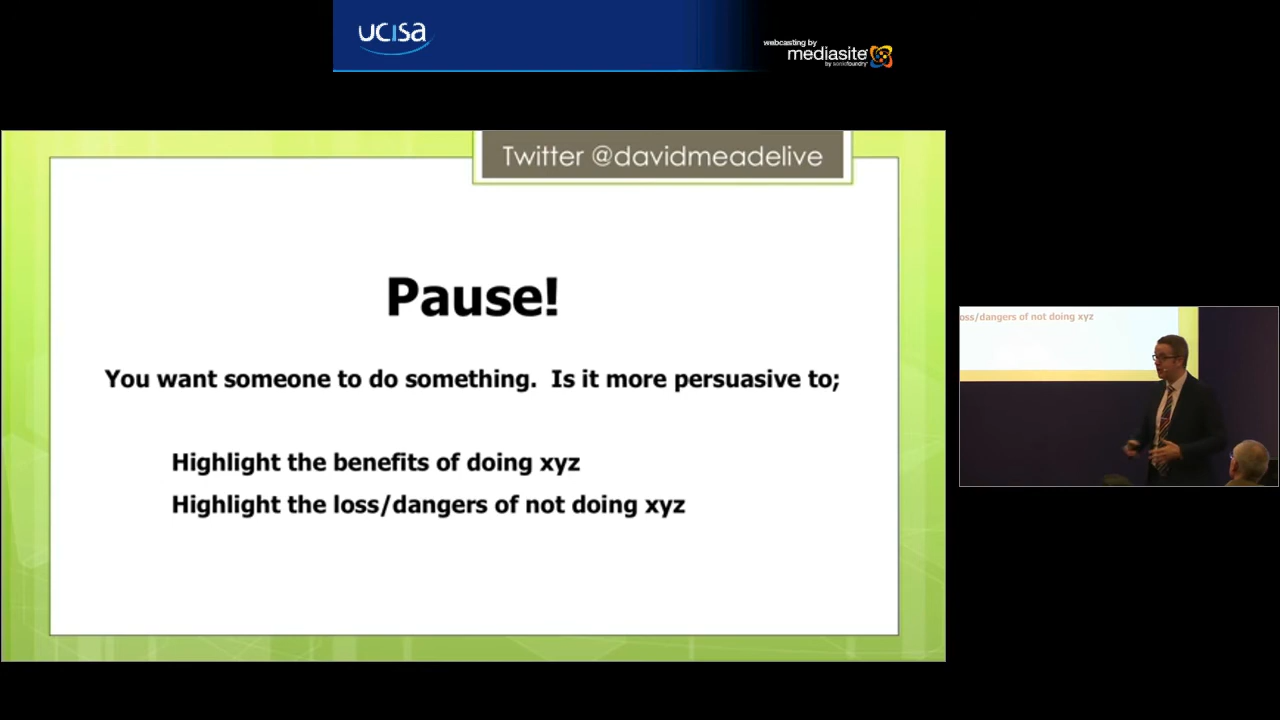 ucisa
webcasting by
mediasite
by sonicfoundry
Twitter @davidmeadelive
Pause!
You want someone to do something.  Is it more persuasive to;
Highlight the benefits of doing xyz
Highlight the loss/dangers of not doing xyz
oss/dangers of not doing xyz